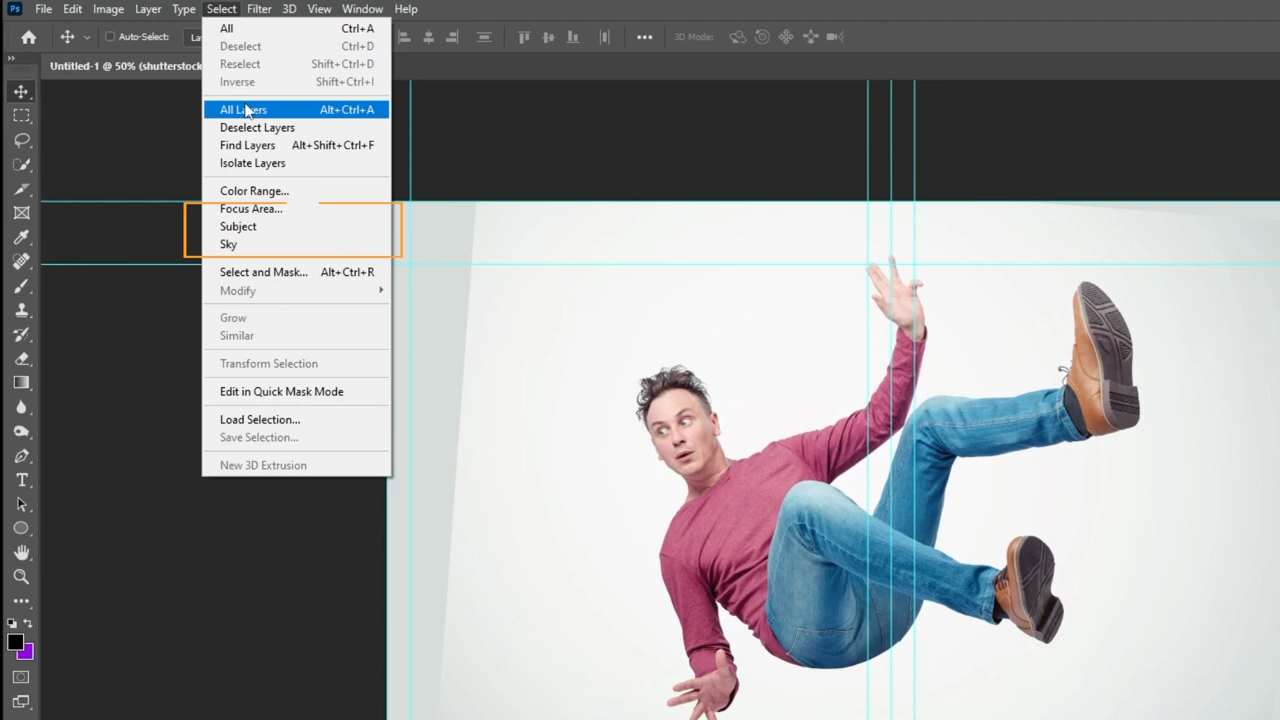 Ps File Edit Image Layer Type Select Filter 3D View Window Help
Auto-Select: La 3D Mode:
Untitled-1 @ 50% (shutterstock
All Ctrl+A
Deselect Ctrl+D
Reselect Shift+Ctrl+D
Inverse Shift+Ctrl+I
All Layers Alt+Ctrl+A
Deselect Layers
Find Layers Alt+Shift+Ctrl+F
Isolate Layers
Color Range...
Focus Area...
Subject
Sky
Select and Mask... Alt+Ctrl+R
Modify
Grow
Similar
Transform Selection
Edit in Quick Mask Mode
Load Selection...
Save Selection...
New 3D Extrusion